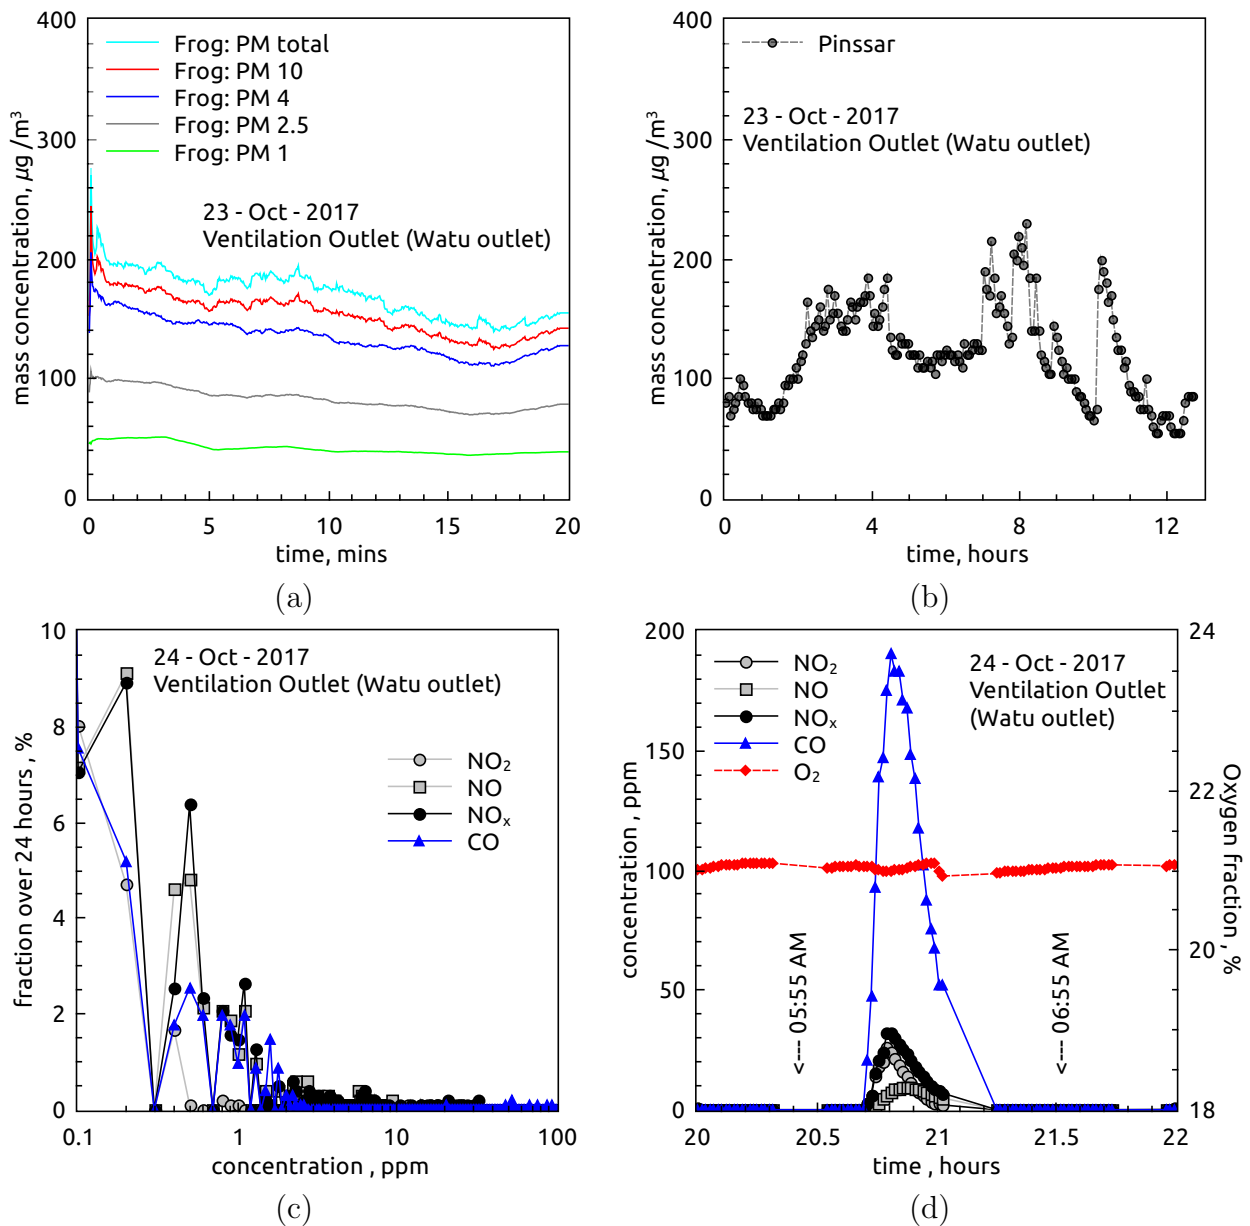 400
300
200
100
0
mass concentration, µg /m³
Frog: PM total
Frog: PM 10
Frog: PM 4
Frog: PM 2.5
Frog: PM 1
23 - Oct - 2017
Ventilation Outlet (Watu outlet)
0 5 10 15 20
time, mins
(a)
400
300
200
100
0
mass concentration, µg /m³
Pinssar
23 - Oct - 2017
Ventilation Outlet (Watu outlet)
0 4 8 12
time, hours
(b)
10
8
6
4
2
0
fraction over 24 hours , %
24 - Oct - 2017
Ventilation Outlet (Watu outlet)
NO₂
NO
NOₓ
CO
0.1 1 10 100
concentration , ppm
(c)
200
150
100
50
0
concentration , ppm
NO₂
NO
NOₓ
CO
O₂
24 - Oct - 2017
Ventilation Outlet
(Watu outlet)
<--- 05:55 AM
<--- 06:55 AM
24
22
20
18
Oxygen fraction , %
20 20.5 21 21.5 22
time , hours
(d)